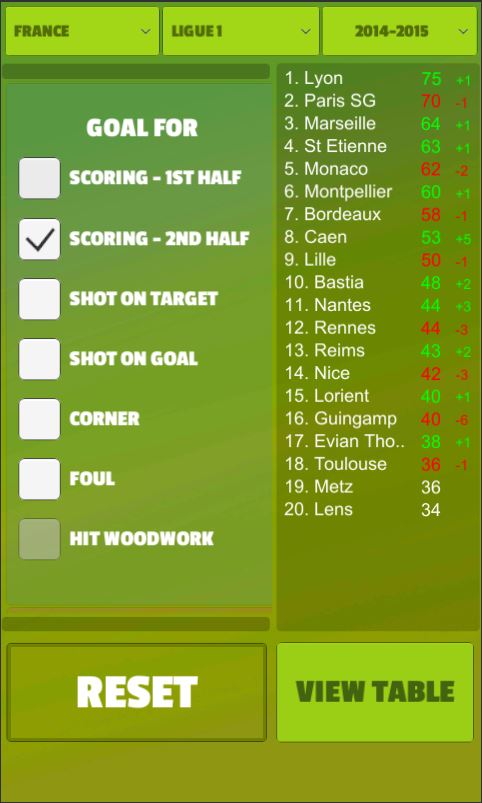 FRANCE
LIGUE 1
2014-2015
GOAL FOR
SCORING - 1ST HALF
SCORING - 2ND HALF
SHOT ON TARGET
SHOT ON GOAL
CORNER
FOUL
HIT WOODWORK
1. Lyon 75 +1
2. Paris SG 70 -1
3. Marseille 64 +1
4. St Etienne 63 +1
5. Monaco 62 -2
6. Montpellier 60 +1
7. Bordeaux 58 -1
8. Caen 53 +5
9. Lille 50 -1
10. Bastia 48 +2
11. Nantes 44 +3
12. Rennes 44 -3
13. Reims 43 +2
14. Nice 42 -3
15. Lorient 40 +1
16. Guingamp 40 -6
17. Evian Tho.. 38 +1
18. Toulouse 36 -1
19. Metz 36
20. Lens 34
RESET
VIEW TABLE